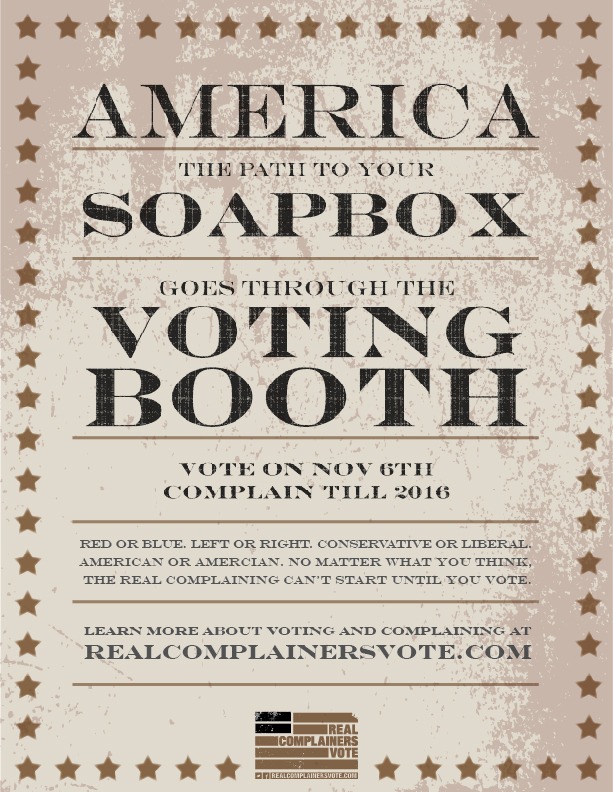 AMERICA
THE PATH TO YOUR
SOAPBOX
GOES THROUGH THE
VOTING
BOOTH
VOTE ON NOV 6TH
COMPLAIN TILL 2016
RED OR BLUE. LEFT OR RIGHT. CONSERVATIVE OR LIBERAL.
AMERICAN OR AMERCIAN. NO MATTER WHAT YOU THINK,
THE REAL COMPLAINING CAN'T START UNTIL YOU VOTE.
LEARN MORE ABOUT VOTING AND COMPLAINING AT
REALCOMPLAINERSVOTE.COM
REAL
COMPLAINERS
VOTE
REALCOMPLAINERSVOTE.COM